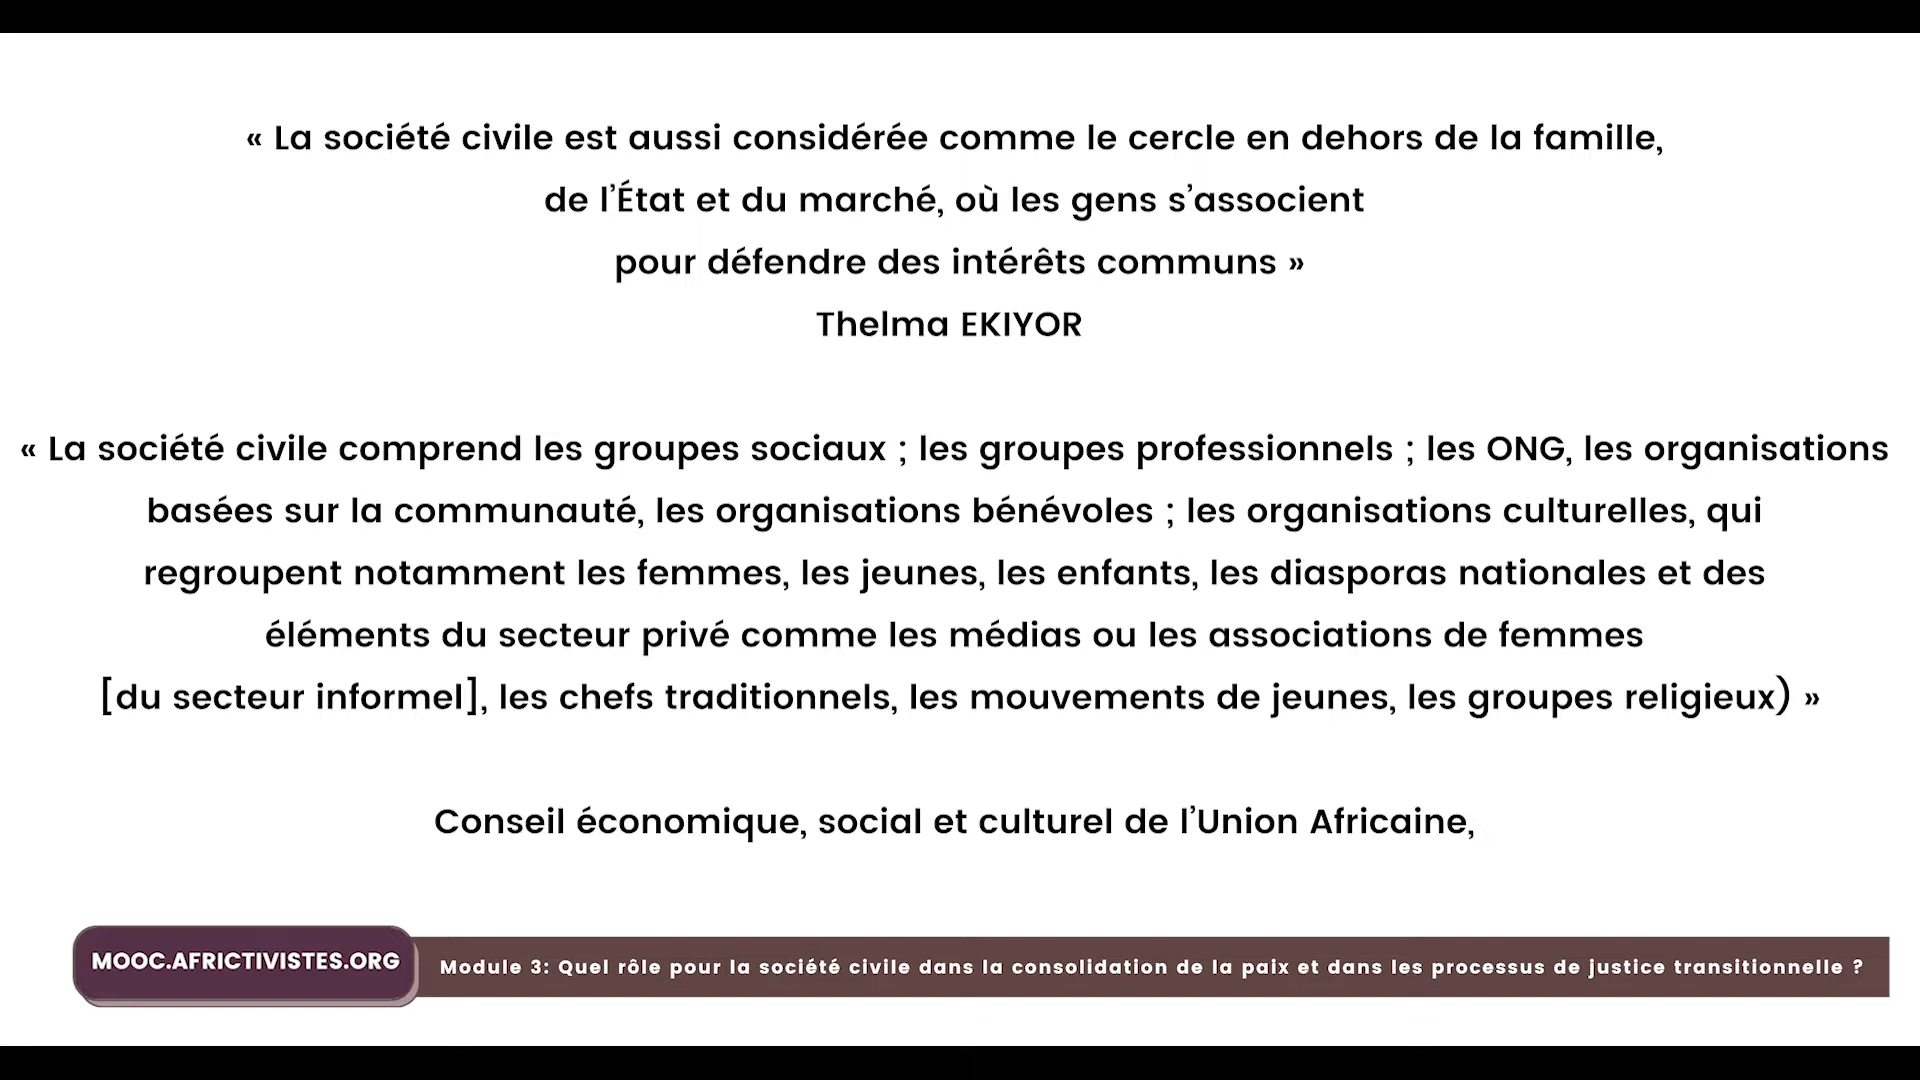 « La société civile est aussi considérée comme le cercle en dehors de la famille,
de l’État et du marché, où les gens s’associent
pour défendre des intérêts communs »
Thelma EKIYOR
« La société civile comprend les groupes sociaux ; les groupes professionnels ; les ONG, les organisations
basées sur la communauté, les organisations bénévoles ; les organisations culturelles, qui
regroupent notamment les femmes, les jeunes, les enfants, les diasporas nationales et des
éléments du secteur privé comme les médias ou les associations de femmes
[du secteur informel], les chefs traditionnels, les mouvements de jeunes, les groupes religieux) »
Conseil économique, social et culturel de l’Union Africaine,
MOOC.AFRICTIVISTES.ORG
Module 3: Quel rôle pour la société civile dans la consolidation de la paix et dans les processus de justice transitionnelle ?